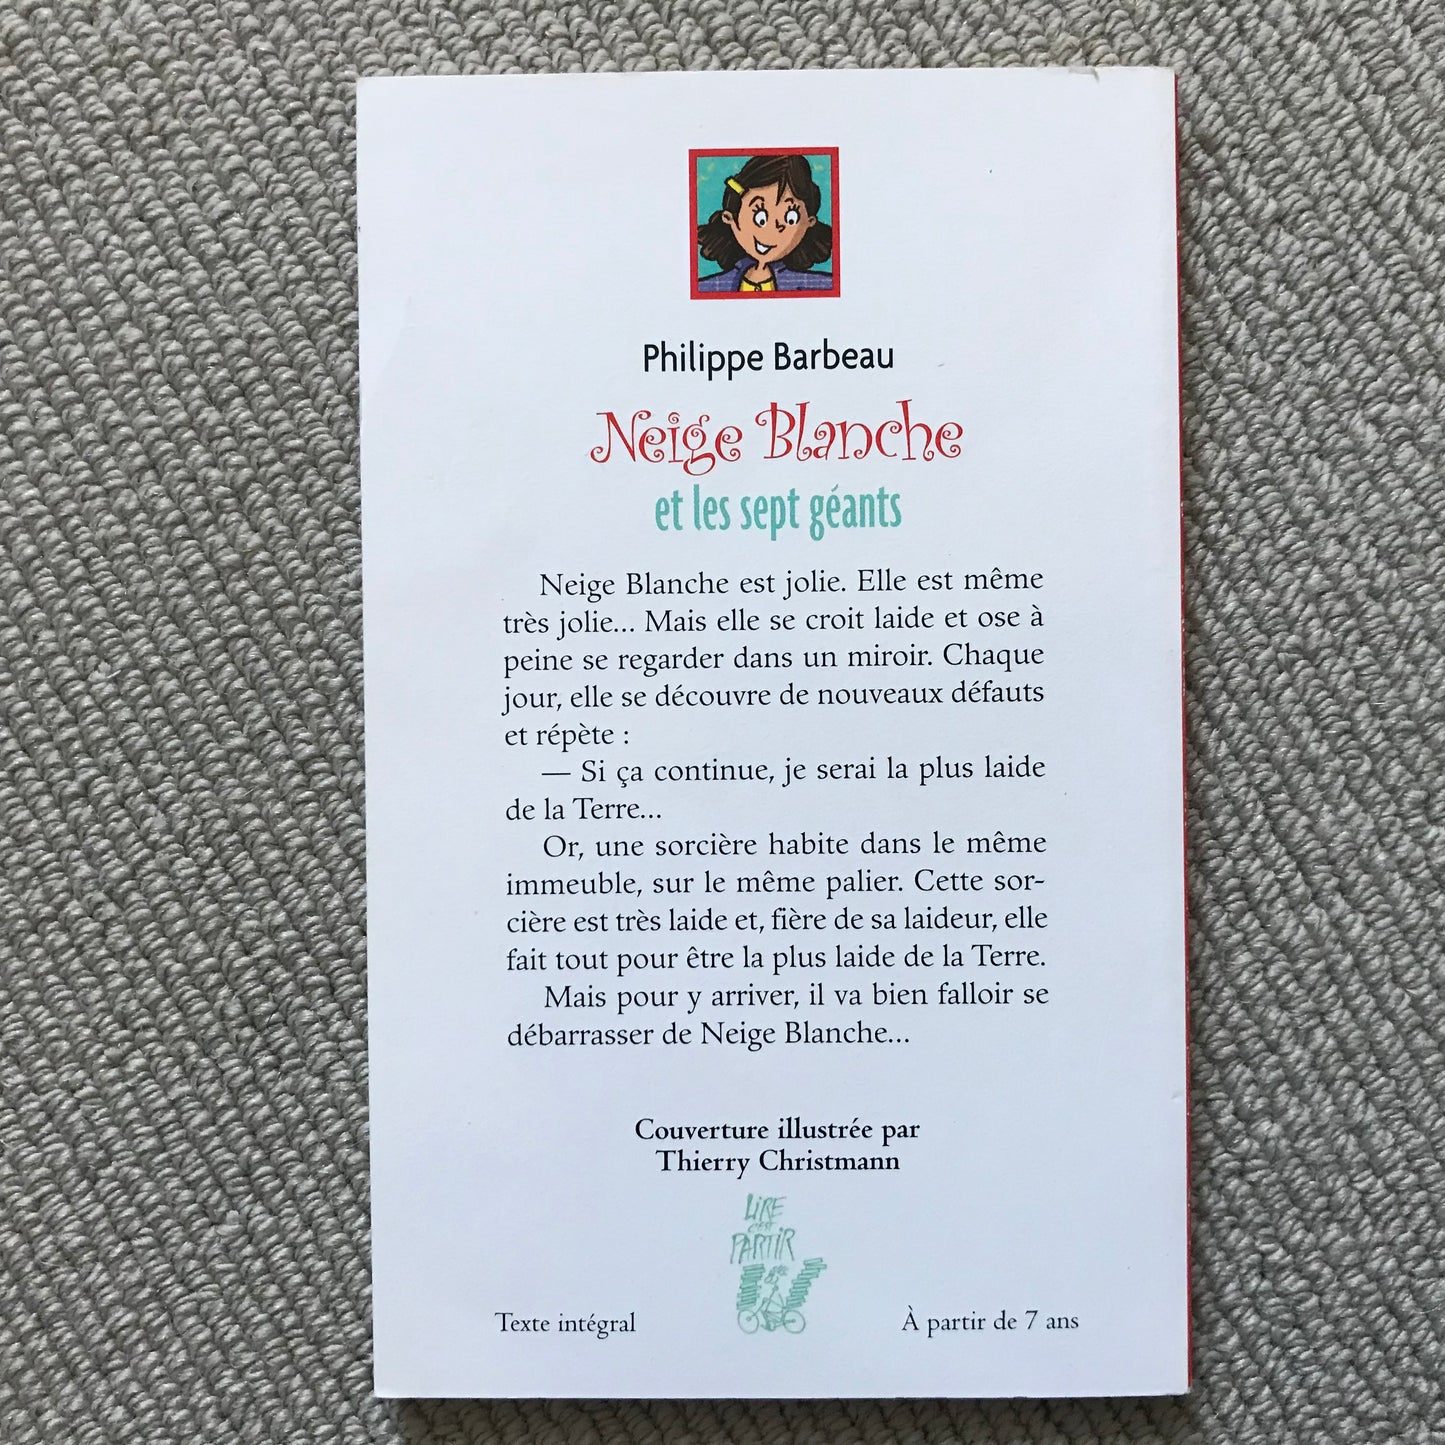 Philippe Barbeau
Neige Blanche
et les sept géants
Neige Blanche est jolie. Elle est même
très jolie... Mais elle se croit laide et ose à
peine se regarder dans un miroir. Chaque
jour, elle se découvre de nouveaux défauts
et répète :
— Si ça continue, je serai la plus laide
de la Terre...
Or, une sorcière habite dans le même
immeuble, sur le même palier. Cette sor-
cière est très laide et, fière de sa laideur, elle
fait tout pour être la plus laide de la Terre.
Mais pour y arriver, il va bien falloir se
débarrasser de Neige Blanche...
Couverture illustrée par
Thierry Christmann
LIRE
C'EST
PARTIR
Texte intégral
À partir de 7 ans